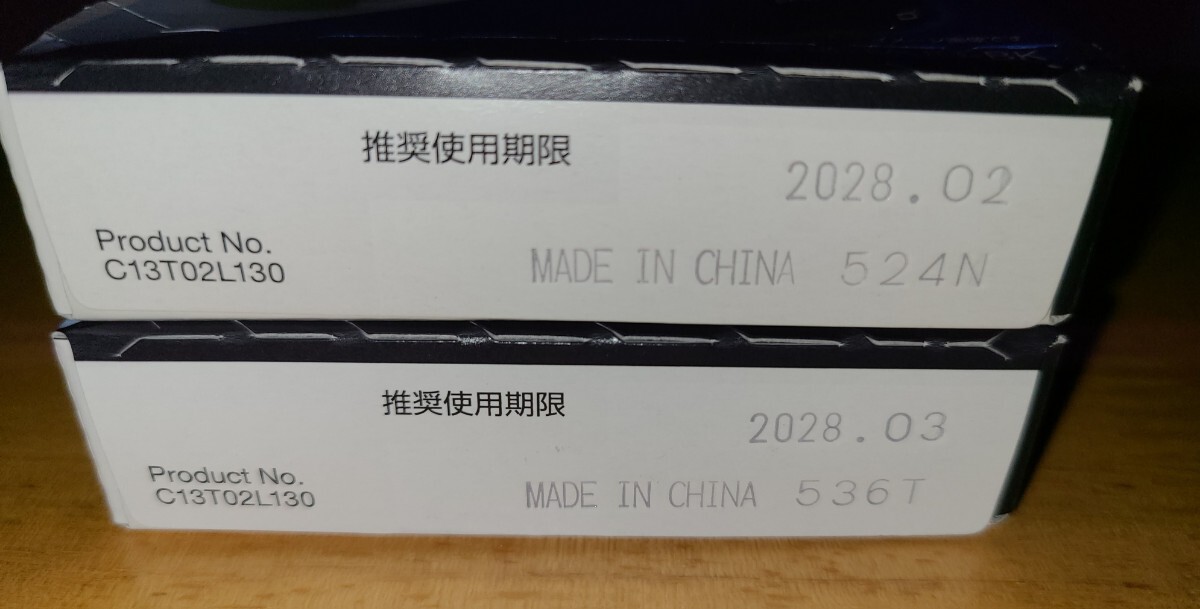 推奨使用期限
2028.02
Product No.
C13T02L130
MADE IN CHINA 524N
推奨使用期限
2028.03
Product No.
C13T02L130
MADE IN CHINA 536T